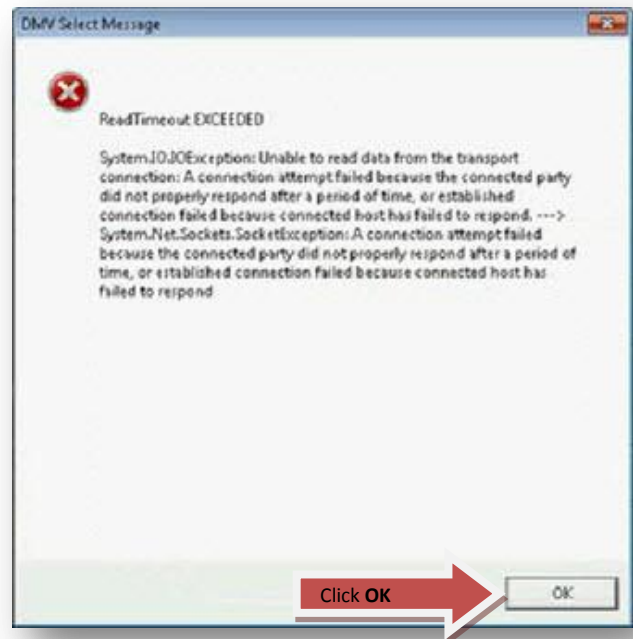 DMV Select Message
ReadTimeout EXCEEDED
System.IO.IOException: Unable to read data from the transport
connection: A connection attempt failed because the connected party
did not properly respond after a period of time, or established
connection failed because connected host has failed to respond. --->
System.Net.Sockets.SocketException: A connection attempt failed
because the connected party did not properly respond after a period of
time, or established connection failed because connected host has
failed to respond
Click OK
OK